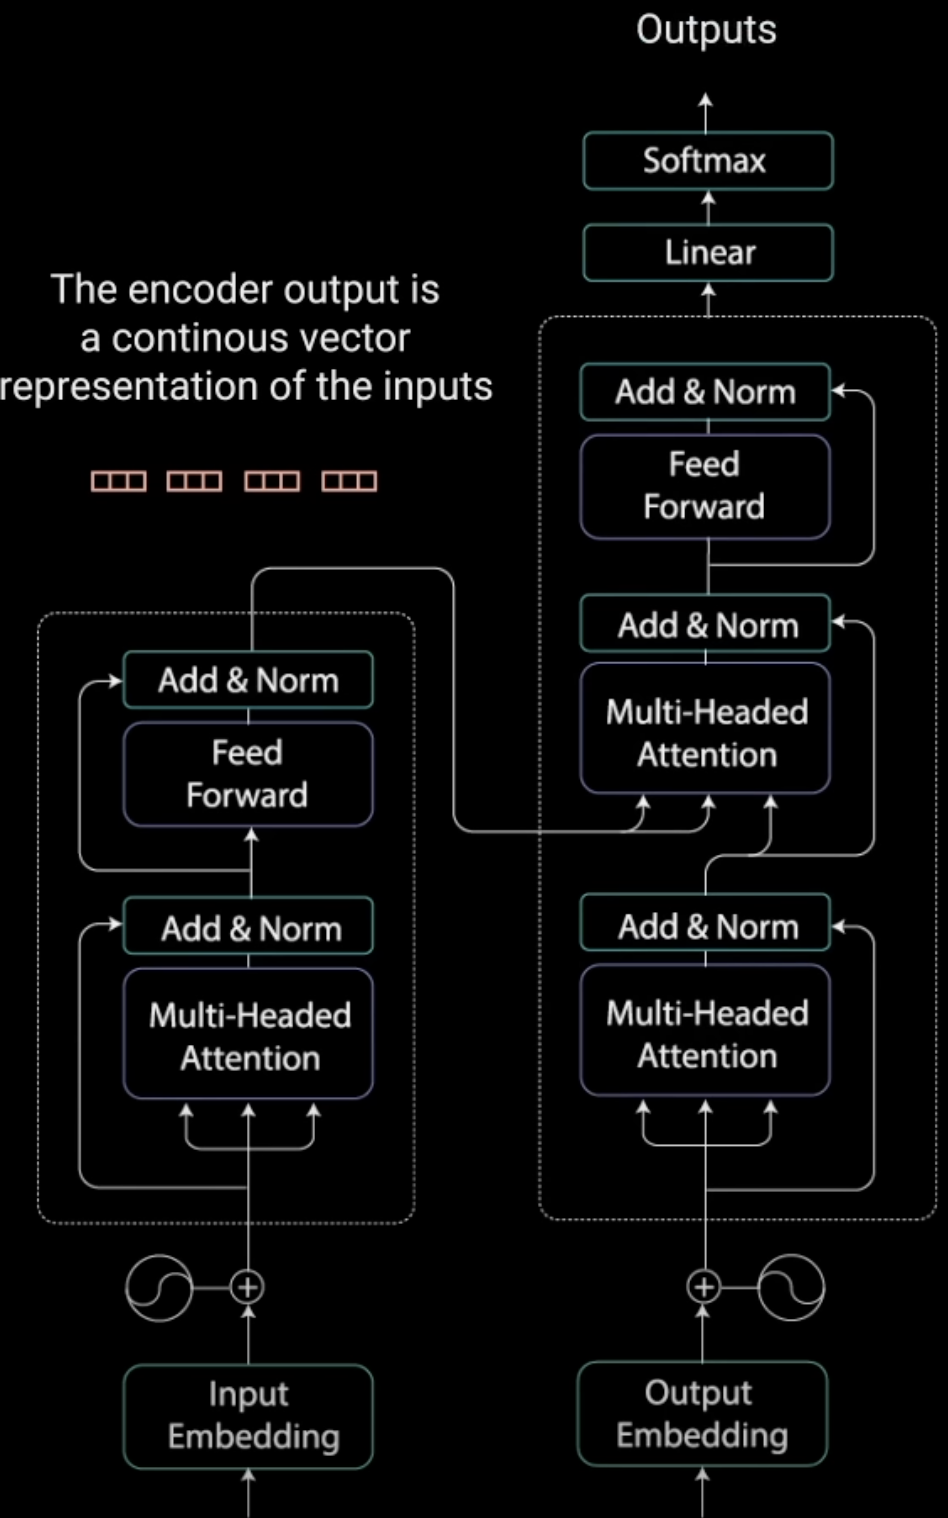 Outputs
Softmax
Linear
The encoder output is
a continous vector
representation of the inputs
Add & Norm
Feed
Forward
Add & Norm
Multi-Headed
Attention
Add & Norm
Multi-Headed
Attention
Add & Norm
Feed
Forward
Add & Norm
Multi-Headed
Attention
Input
Embedding
Output
Embedding